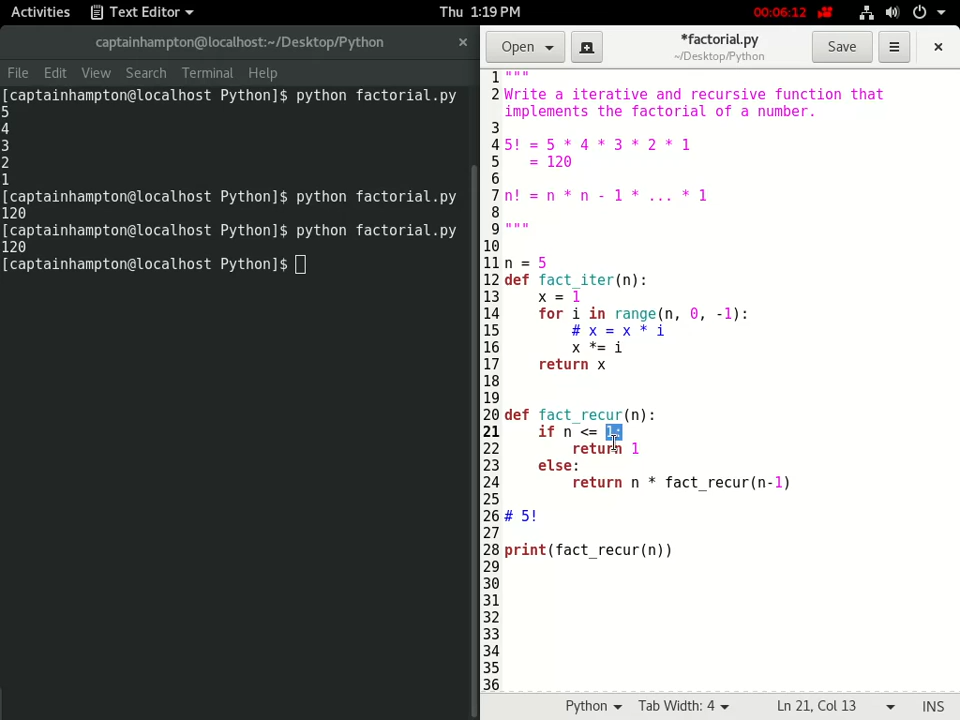 Activities Text Editor Thu 1:19 PM 00:06:12
captainhampton@localhost:~/Desktop/Python ×
File Edit View Search Terminal Help
[captainhampton@localhost Python]$ python factorial.py
5
4
3
2
1
[captainhampton@localhost Python]$ python factorial.py
120
[captainhampton@localhost Python]$ python factorial.py
120
[captainhampton@localhost Python]$
Open *factorial.py Save
~/Desktop/Python
1 """
2 Write a iterative and recursive function that
implements the factorial of a number.
3
4 5! = 5 * 4 * 3 * 2 * 1
5    = 120
6
7 n! = n * n - 1 * ... * 1
8
9 """
10
11 n = 5
12 def fact_iter(n):
13     x = 1
14     for i in range(n, 0, -1):
15         # x = x * i
16         x *= i
17     return x
18
19
20 def fact_recur(n):
21     if n <= 1:
22         return 1
23     else:
24         return n * fact_recur(n-1)
25
26 # 5!
27
28 print(fact_recur(n))
29
30
31
32
33
34
35
36
Python Tab Width: 4 Ln 21, Col 13 INS